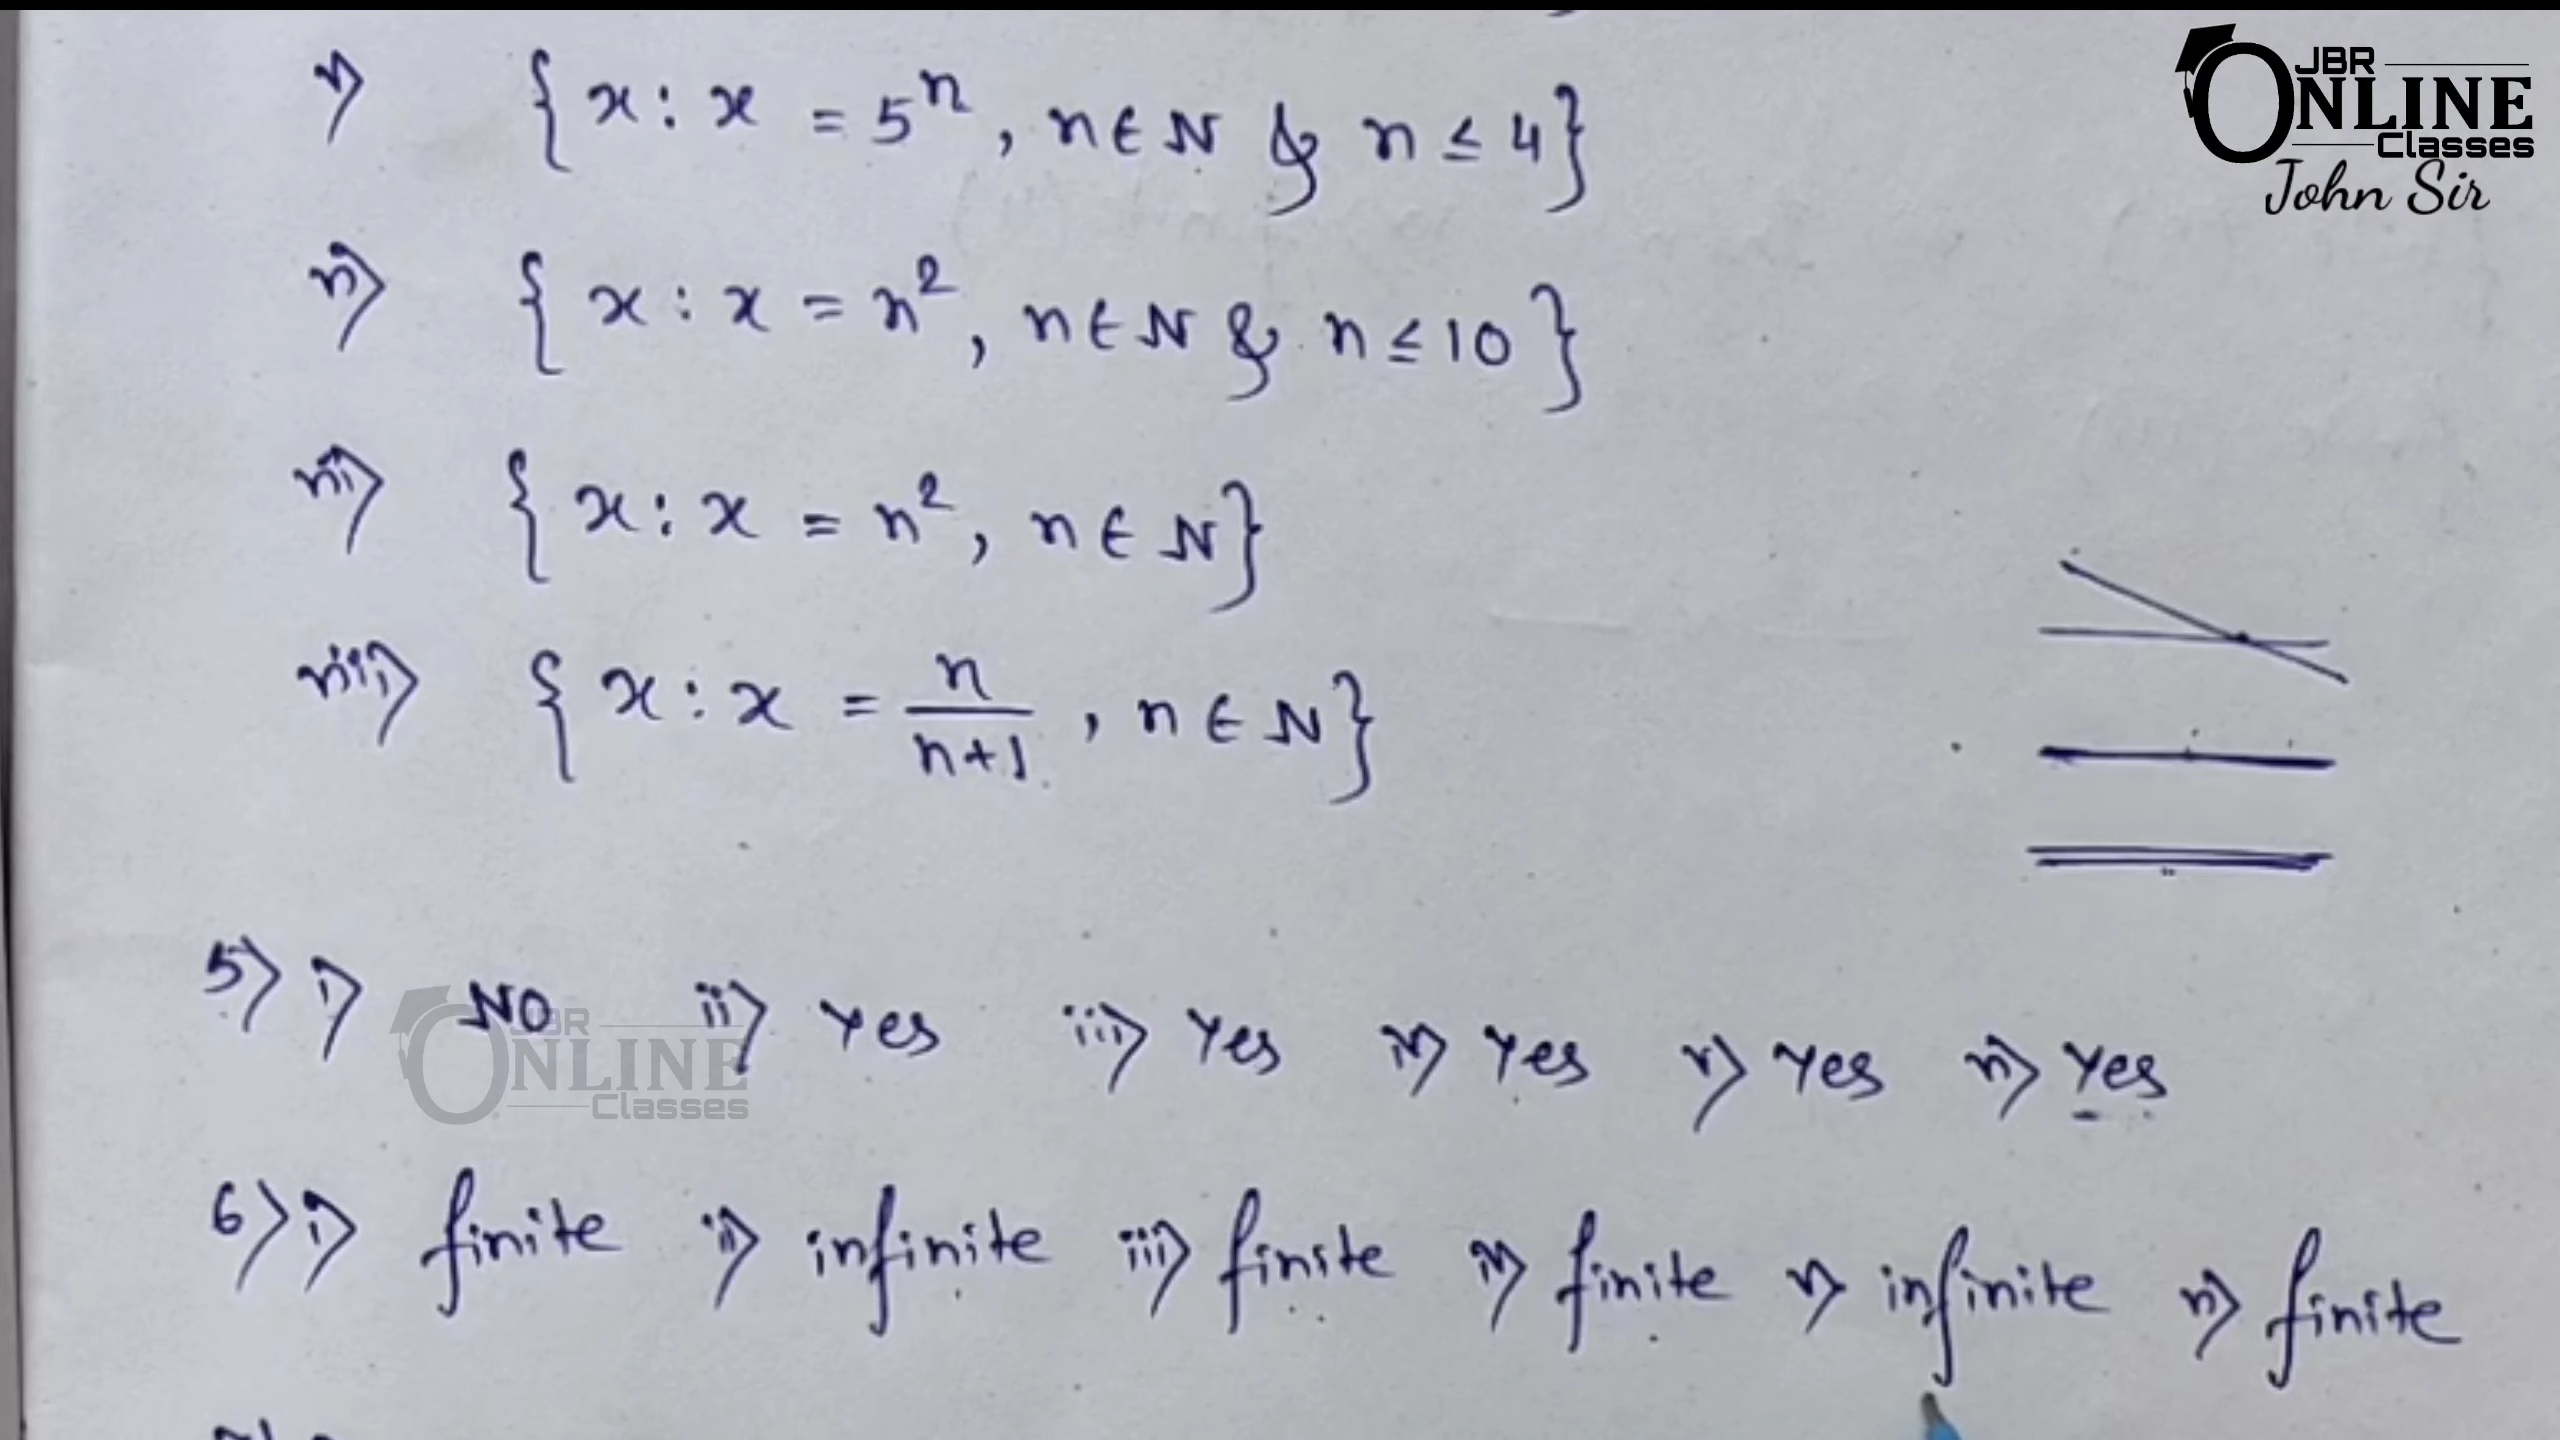 JBR
ONLINE
Classes
John Sir
v) {x : x = 5ⁿ, n ∈ N & n ≤ 4}
vi) {x : x = n², n ∈ N & n ≤ 10}
vii) {x : x = n², n ∈ N}
viii) {x : x = n/n+1, n ∈ N}
5) i) NO ii) Yes iii) Yes iv) Yes v) Yes vi) Yes
JBR
ONLINE
Classes
6) i) finite ii) infinite iii) finite iv) finite v) infinite vi) finite